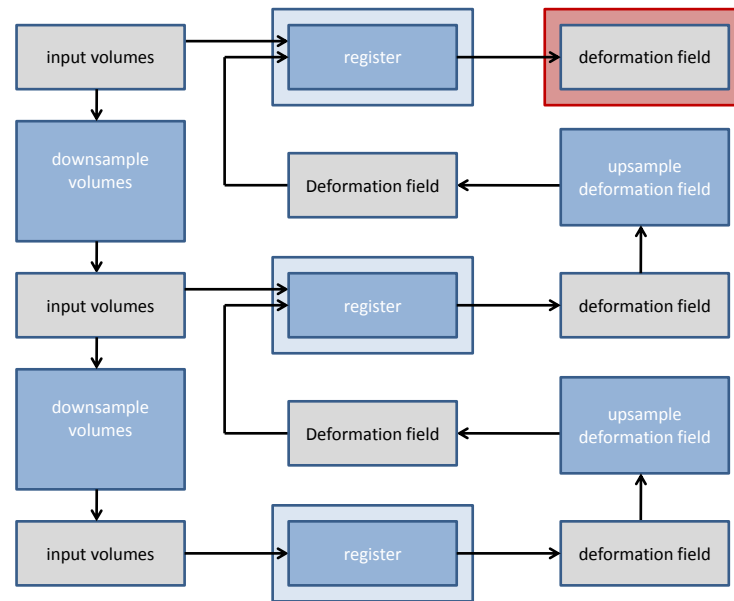 input volumes
register
deformation field
downsample
volumes
Deformation field
upsample
deformation field
input volumes
register
deformation field
downsample
volumes
Deformation field
upsample
deformation field
input volumes
register
deformation field